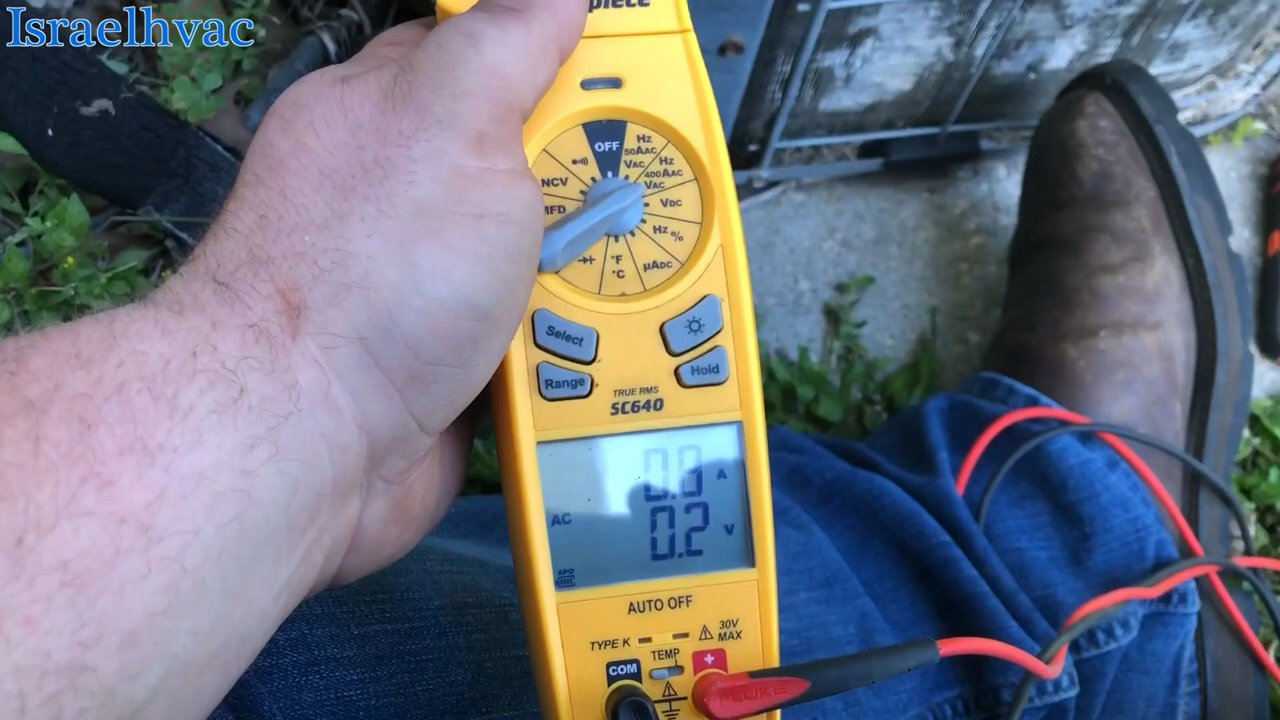 Israelhvac
piece
OFF
Hz
50AAC
VAC
Hz
400AAC
VAC
NCV
VDC
MFD
Hz %
°F
°C
µADC
Select
Range
Hold
TRUE RMS
SC640
0.0 A
AC
0.2 V
APO
AUTO OFF
TYPE K
30V
MAX
TEMP
COM
+
FLUKE